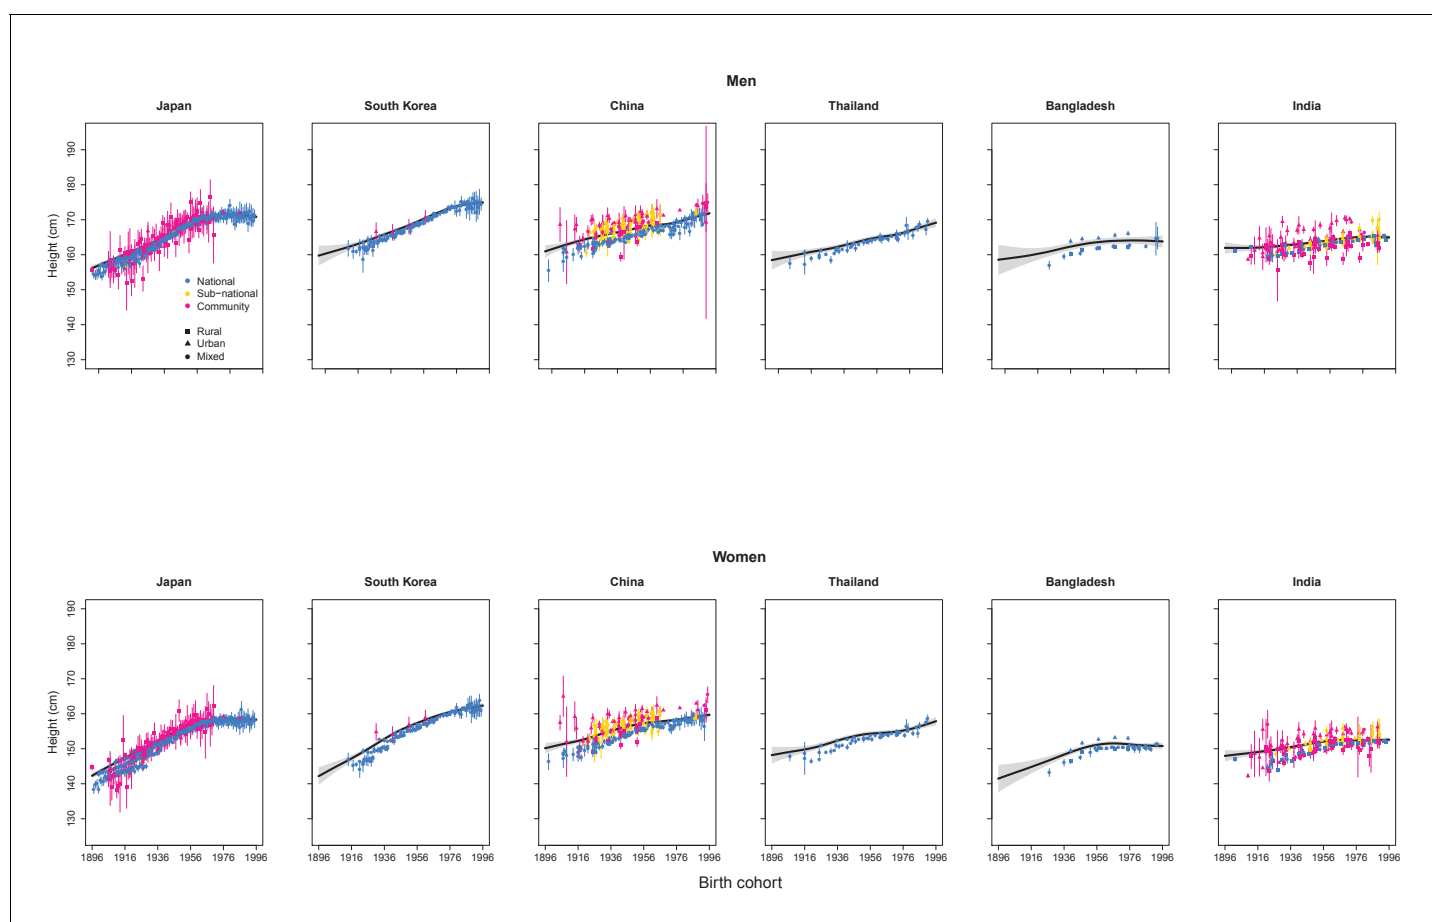 Men
Japan South Korea China Thailand Bangladesh India
190
180
170
160
150
140
130
Height (cm)
National
Sub−national
Community
Rural
Urban
Mixed
Women
Japan South Korea China Thailand Bangladesh India
190
180
170
160
150
140
130
Height (cm)
1896 1916 1936 1956 1976 1996 1896 1916 1936 1956 1976 1996 1896 1916 1936 1956 1976 1996 1896 1916 1936 1956 1976 1996 1896 1916 1936 1956 1976 1996 1896 1916 1936 1956 1976 1996
Birth cohort